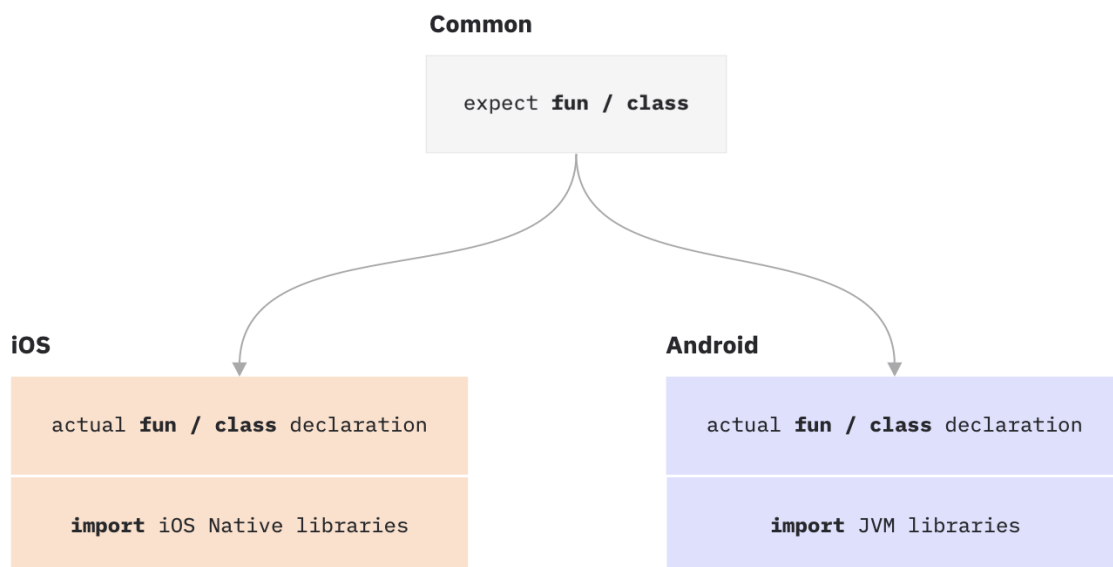 Common
expect fun / class
iOS
Android
actual fun / class declaration
actual fun / class declaration
import iOS Native libraries
import JVM libraries